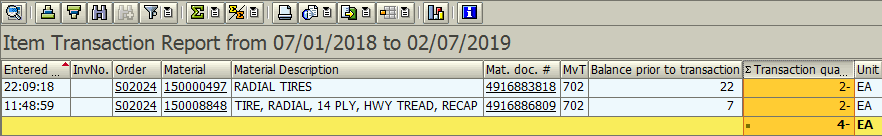 Item Transaction Report from 07/01/2018 to 02/07/2019
Entered ... InvNo. Order Material Material Description Mat. doc. # MvT Balance prior to transaction Σ Transaction qua... Unit
22:09:18 S02024 150000497 RADIAL TIRES 4916883818 702 22 2- EA
11:48:59 S02024 150008848 TIRE, RADIAL, 14 PLY, HWY TREAD, RECAP 4916886809 702 7 2- EA
4- EA